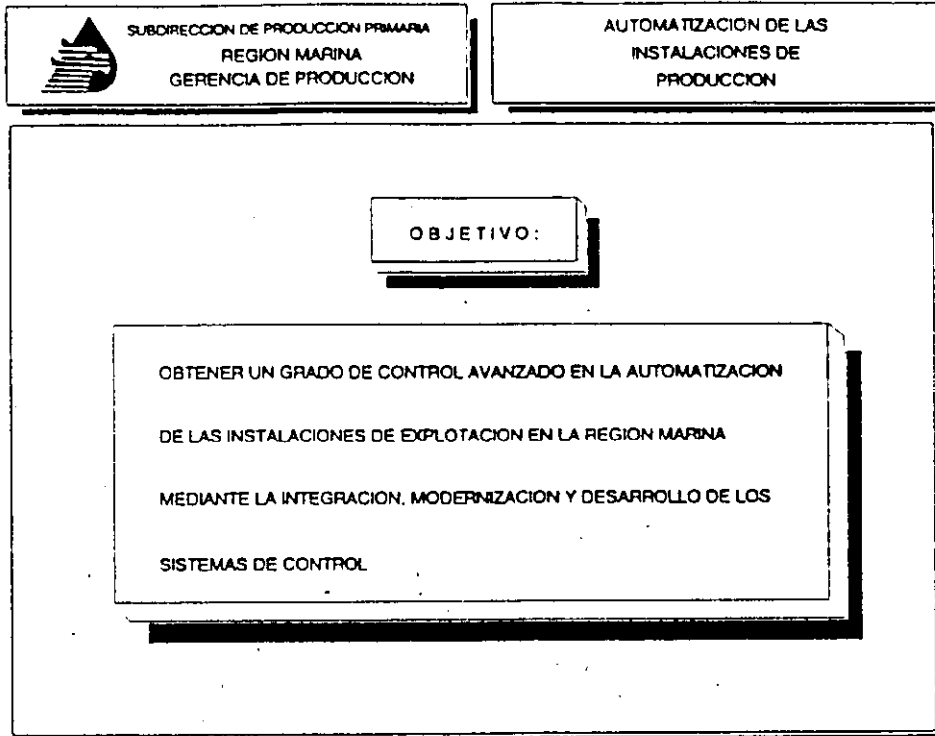 SUBDIRECCION DE PRODUCCION PRIMARIA
REGION MARINA
GERENCIA DE PRODUCCION
AUTOMATIZACION DE LAS
INSTALACIONES DE
PRODUCCION
OBJETIVO:
OBTENER UN GRADO DE CONTROL AVANZADO EN LA AUTOMATIZACION
DE LAS INSTALACIONES DE EXPLOTACION EN LA REGION MARINA
MEDIANTE LA INTEGRACION, MODERNIZACION Y DESARROLLO DE LOS
SISTEMAS DE CONTROL